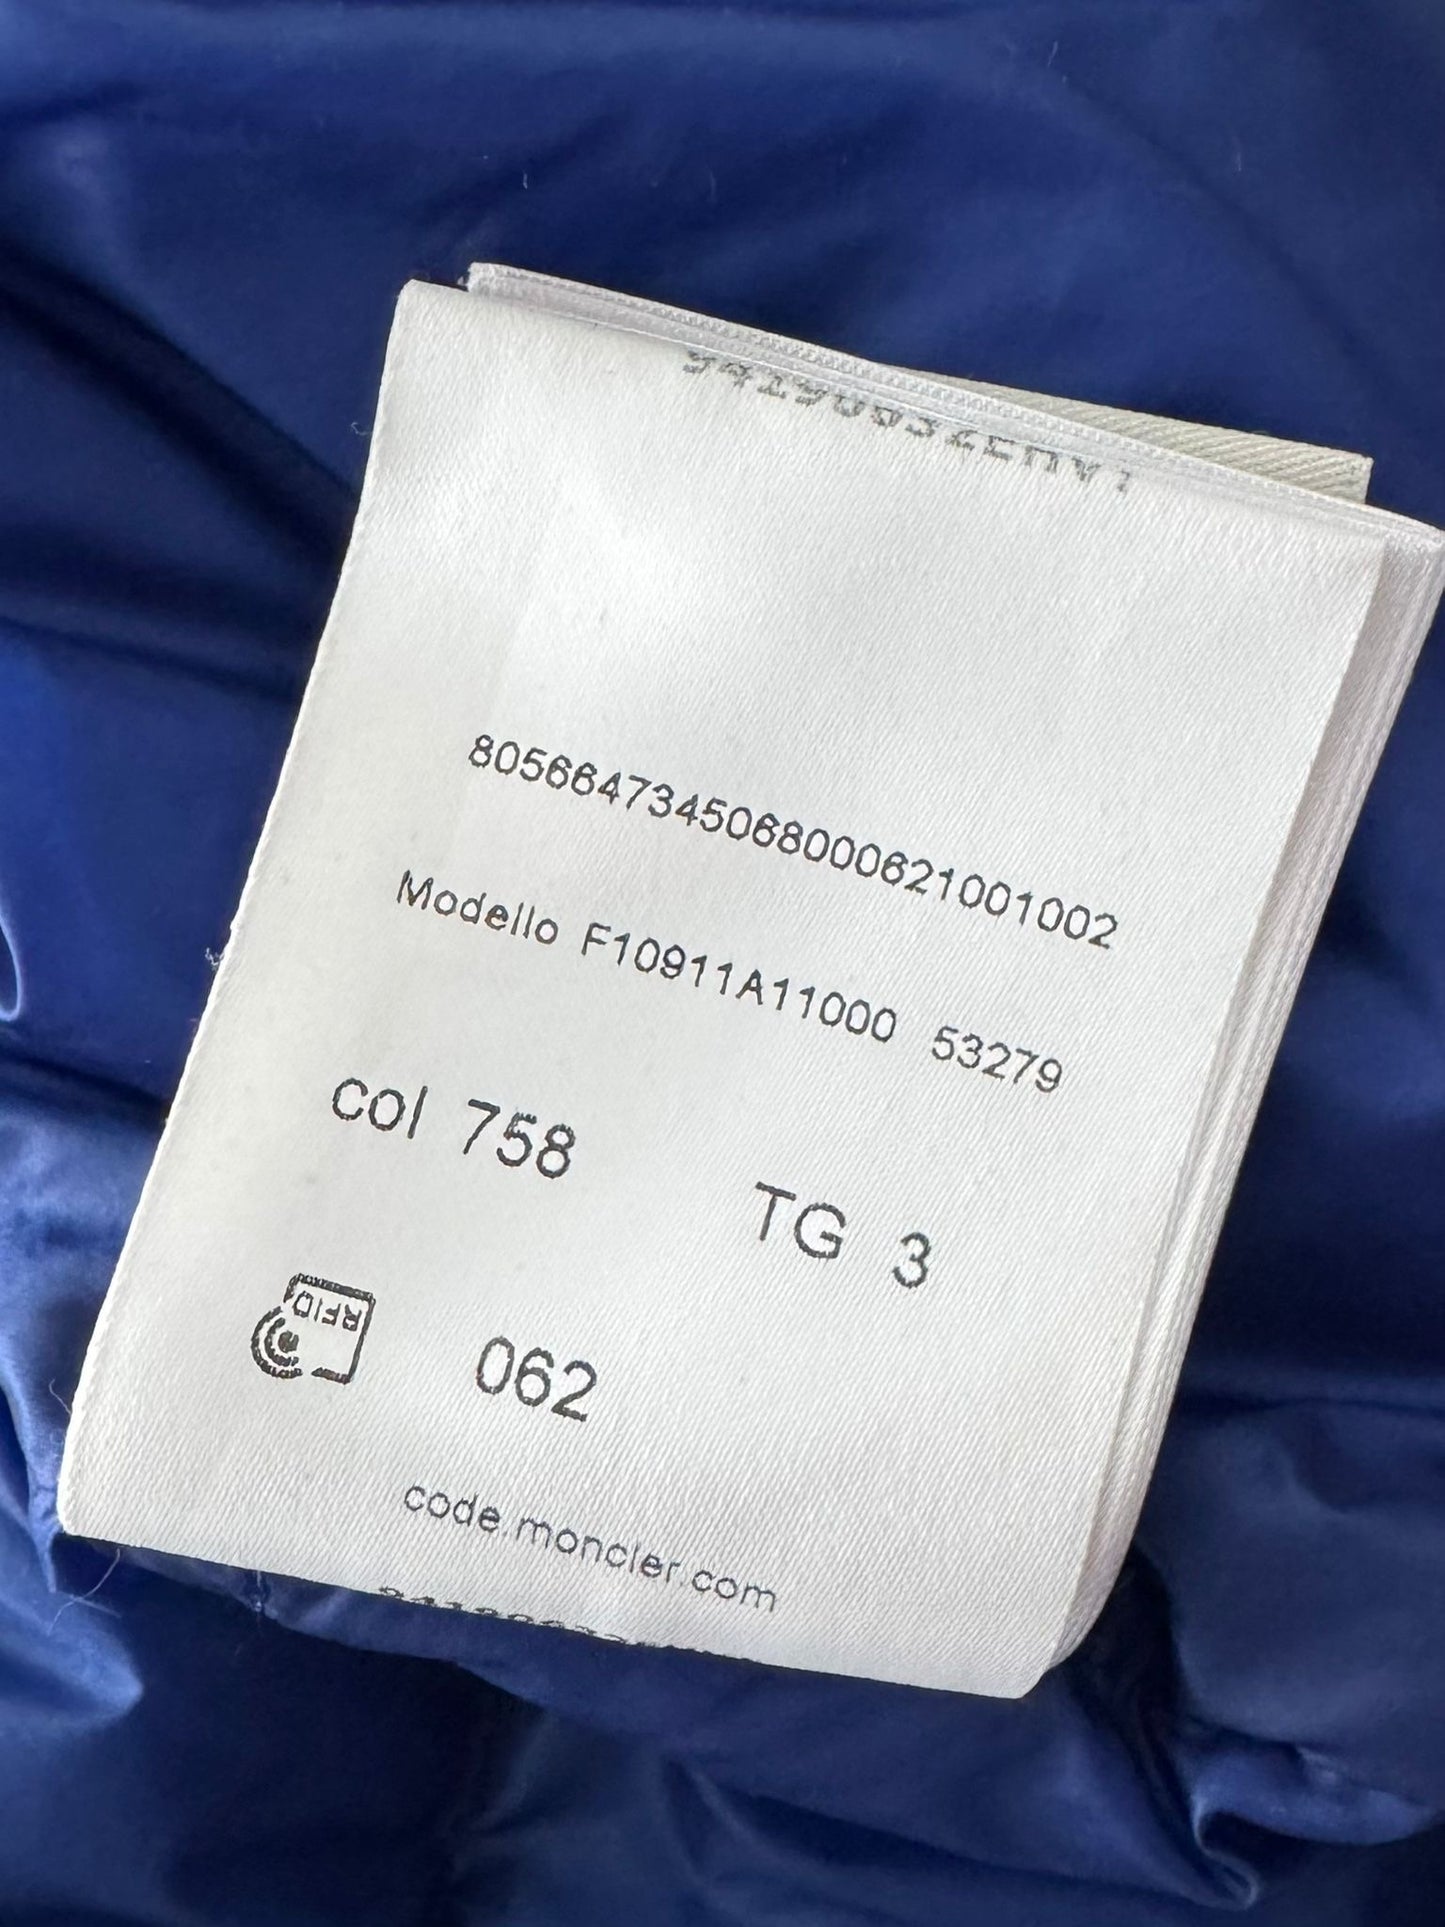 8056647345068000621001002
Modello F10911A11000 53279
col 758
TG 3
RFID
062
code.moncler.com